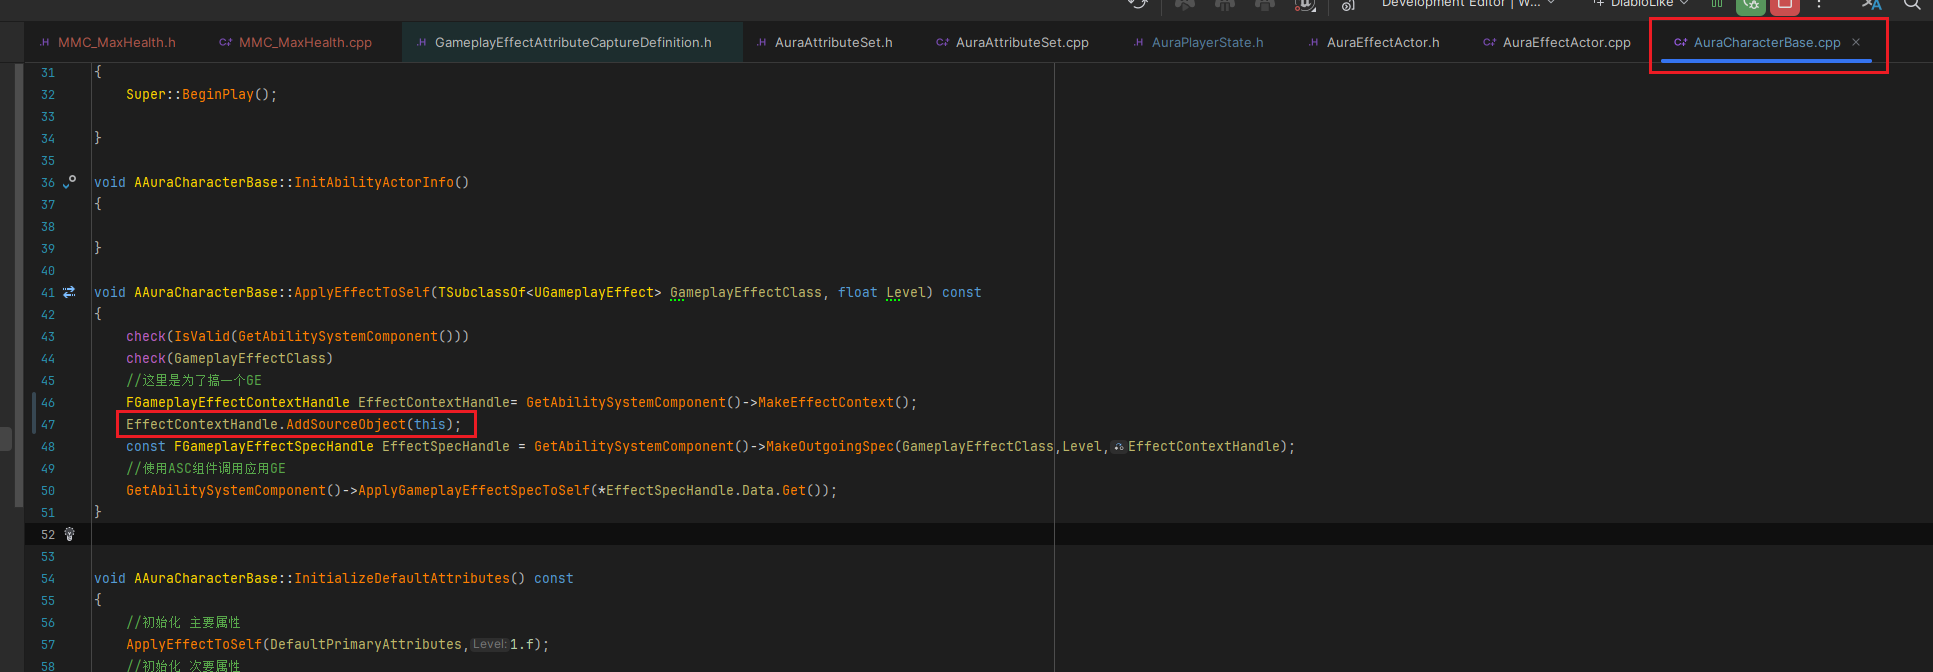 Development Editor | W... DiabloLike
MMC_MaxHealth.h MMC_MaxHealth.cpp GameplayEffectAttributeCaptureDefinition.h AuraAttributeSet.h AuraAttributeSet.cpp AuraPlayerState.h AuraEffectActor.h AuraEffectActor.cpp AuraCharacterBase.cpp ×
31 {
32 Super::BeginPlay();
33
34 }
35
36 void AAuraCharacterBase::InitAbilityActorInfo()
37 {
38
39 }
40
41 void AAuraCharacterBase::ApplyEffectToSelf(TSubclassOf<UGameplayEffect> GameplayEffectClass, float Level) const
42 {
43 check(IsValid(GetAbilitySystemComponent()))
44 check(GameplayEffectClass)
45 //这里是为了搞一个GE
46 FGameplayEffectContextHandle EffectContextHandle= GetAbilitySystemComponent()->MakeEffectContext();
47 EffectContextHandle.AddSourceObject(this);
48 const FGameplayEffectSpecHandle EffectSpecHandle = GetAbilitySystemComponent()->MakeOutgoingSpec(GameplayEffectClass,Level,EffectContextHandle);
49 //使用ASC组件调用应用GE
50 GetAbilitySystemComponent()->ApplyGameplayEffectSpecToSelf(*EffectSpecHandle.Data.Get());
51 }
52
53
54 void AAuraCharacterBase::InitializeDefaultAttributes() const
55 {
56 //初始化 主要属性
57 ApplyEffectToSelf(DefaultPrimaryAttributes,Level:1.f);
58 //初始化 次要属性